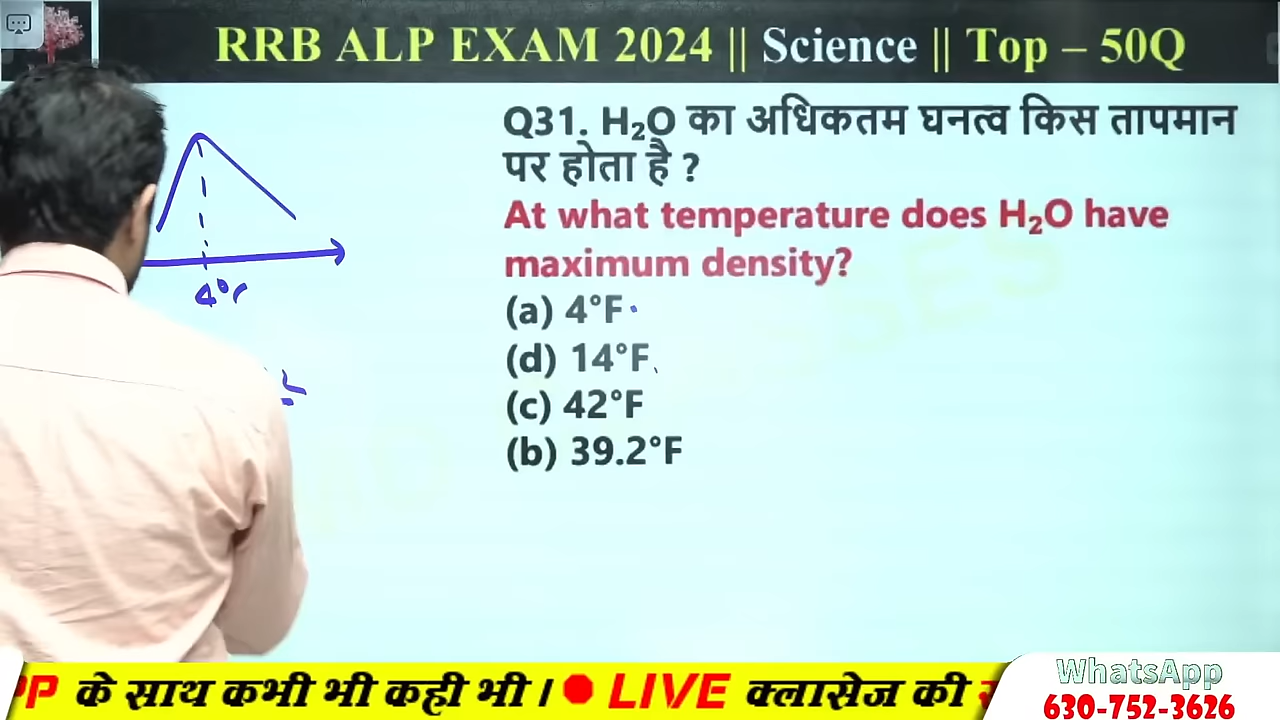 RRB ALP EXAM 2024 || Science || Top – 50Q
Q31. H₂O का अधिकतम घनत्व किस तापमान
पर होता है ?
At what temperature does H₂O have
maximum density?
(a) 4°F
(d) 14°F
(c) 42°F
(b) 39.2°F
4°
PP के साथ कभी भी कही भी । LIVE क्लासेज की
WhatsApp
630-752-3626